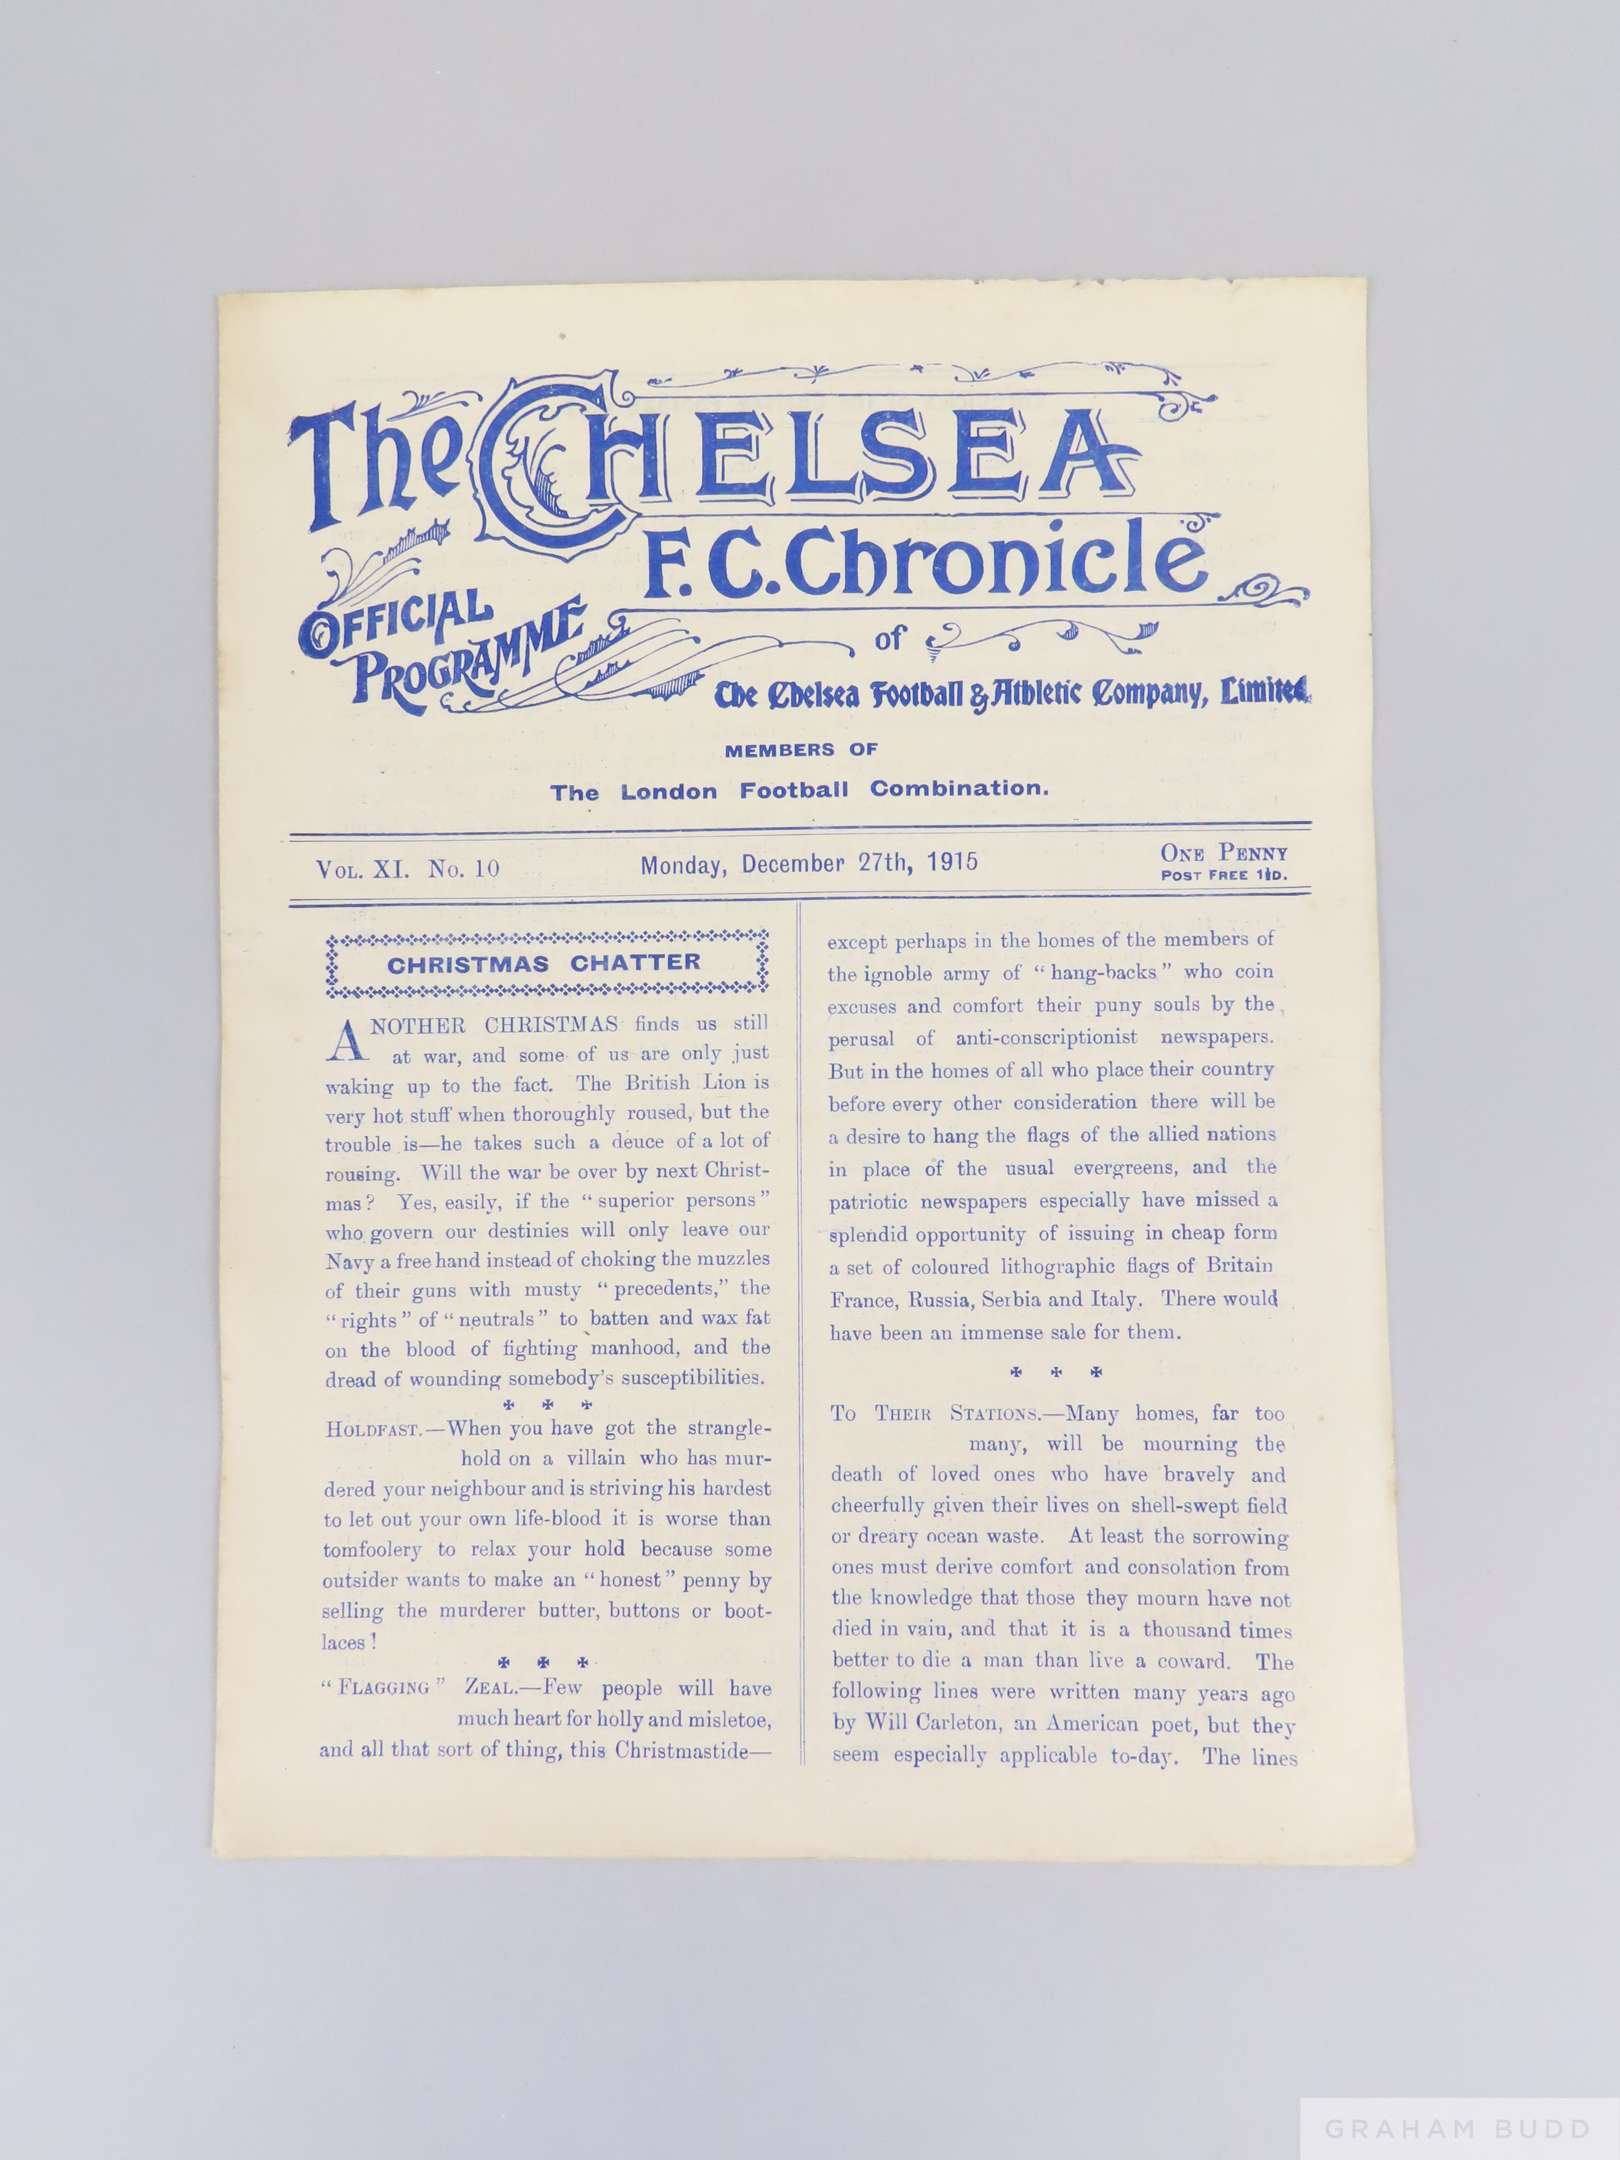 The CHELSEA
F.C. Chronicle
OFFICIAL
PROGRAMME
of
The Chelsea Football & Athletic Company, Limited.
MEMBERS OF
The London Football Combination.
VOL. XI. No. 10
Monday, December 27th, 1915
ONE PENNY
POST FREE 1½D.
CHRISTMAS CHATTER
ANOTHER CHRISTMAS finds us still
at war, and some of us are only just
waking up to the fact. The British Lion is
very hot stuff when thoroughly roused, but the
trouble is—he takes such a deuce of a lot of
rousing. Will the war be over by next Christ-
mas? Yes, easily, if the "superior persons"
who govern our destinies will only leave our
Navy a free hand instead of choking the muzzles
of their guns with musty "precedents," the
"rights" of "neutrals" to batten and wax fat
on the blood of fighting manhood, and the
dread of wounding somebody's susceptibilities.
HOLDFAST.—When you have got the strangle-
hold on a villain who has mur-
dered your neighbour and is striving his hardest
to let out your own life-blood it is worse than
tomfoolery to relax your hold because some
outsider wants to make an "honest" penny by
selling the murderer butter, buttons or boot-
laces!
"FLAGGING" ZEAL.—Few people will have
much heart for holly and misletoe,
and all that sort of thing, this Christmastide—
except perhaps in the homes of the members of
the ignoble army of "hang-backs" who coin
excuses and comfort their puny souls by the
perusal of anti-conscriptionist newspapers.
But in the homes of all who place their country
before every other consideration there will be
a desire to hang the flags of the allied nations
in place of the usual evergreens, and the
patriotic newspapers especially have missed a
splendid opportunity of issuing in cheap form
a set of coloured lithographic flags of Britain
France, Russia, Serbia and Italy. There would
have been an immense sale for them.
TO THEIR STATIONS.—Many homes, far too
many, will be mourning the
death of loved ones who have bravely and
cheerfully given their lives on shell-swept field
or dreary ocean waste. At least the sorrowing
ones must derive comfort and consolation from
the knowledge that those they mourn have not
died in vain, and that it is a thousand times
better to die a man than live a coward. The
following lines were written many years ago
by Will Carleton, an American poet, but they
seem especially applicable to-day. The lines
GRAHAM BUDD